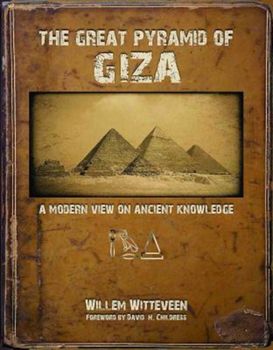 THE GREAT PYRAMID OF
GIZA
A MODERN VIEW ON ANCIENT KNOWLEDGE
WILLEM WITTEVEEN
FOREWORD BY DAVID H. CHILDRESS